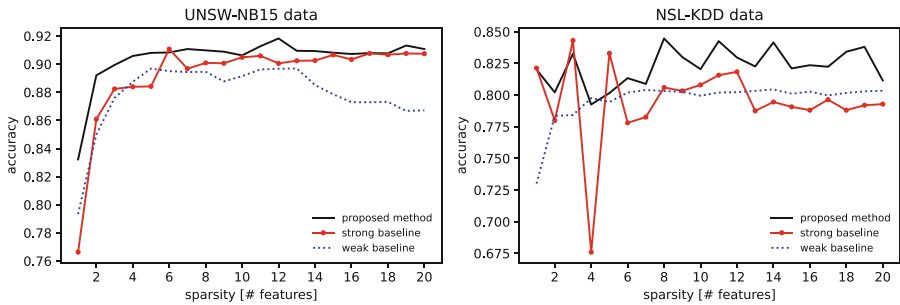 UNSW-NB15 data
accuracy
0.92
0.90
0.88
0.86
0.84
0.82
0.80
0.78
0.76
proposed method
strong baseline
weak baseline
2 4 6 8 10 12 14 16 18 20
sparsity [# features]
NSL-KDD data
accuracy
0.850
0.825
0.800
0.775
0.750
0.725
0.700
0.675
proposed method
strong baseline
weak baseline
2 4 6 8 10 12 14 16 18 20
sparsity [# features]